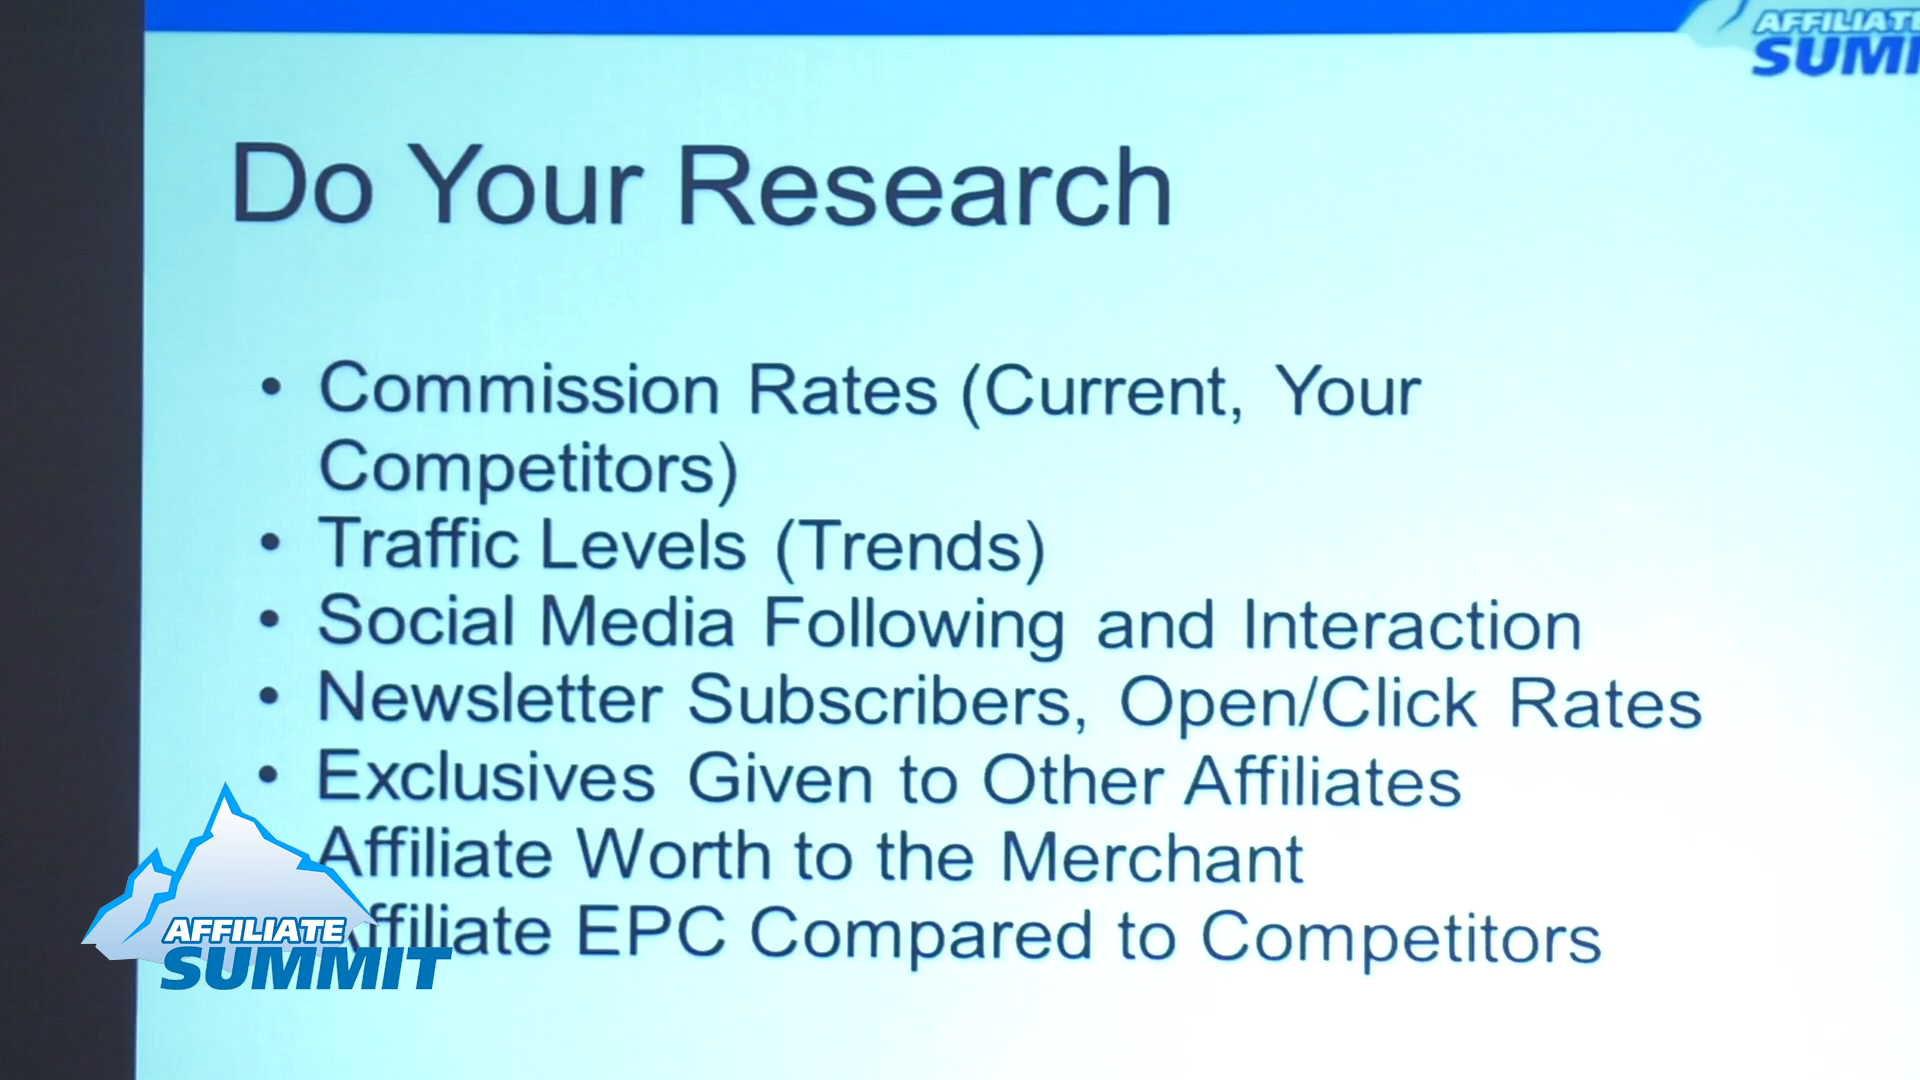 AFFILIATE
SUMM
Do Your Research
• Commission Rates (Current, Your
Competitors)
• Traffic Levels (Trends)
• Social Media Following and Interaction
• Newsletter Subscribers, Open/Click Rates
• Exclusives Given to Other Affiliates
Affiliate Worth to the Merchant
Affiliate EPC Compared to Competitors
AFFILIATE
SUMMIT